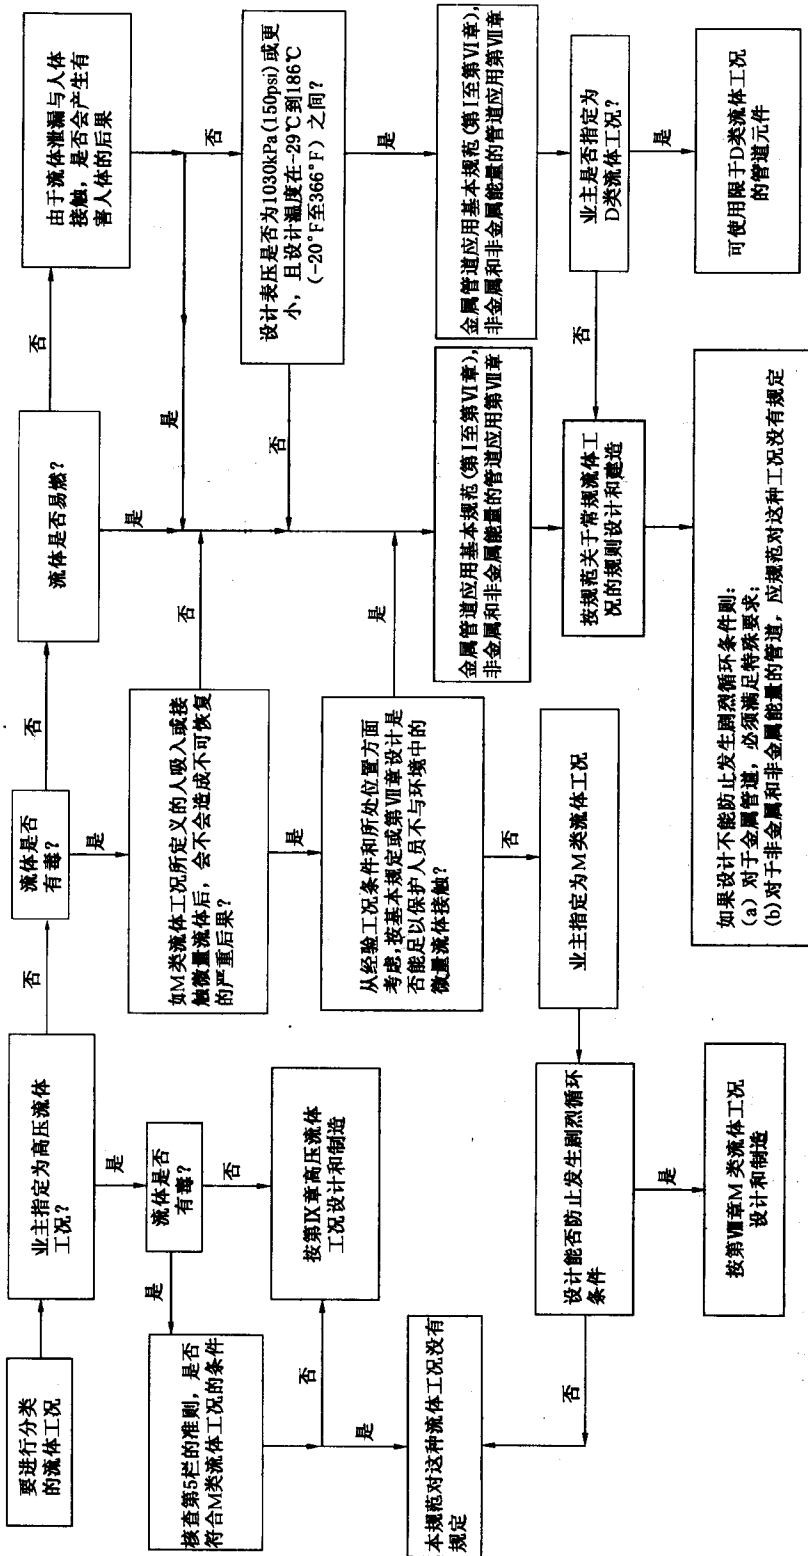 要进行分类
的流体工况
业主指定为高压流体
工况?
否
是
流体是否
有毒?
是
否
核查第5栏的准则，是否
符合M类流体工况的条件
按第Ⅸ章高压流体
工况设计和制造
否
是
本规范对这种流体工况没有
规定
流体是否
有毒?
否
是
如M类流体工况所定义的人吸入或接
触微量流体后，会不会造成不可恢复
的严重后果?
否
是
从经验工况条件和所处位置方面
考虑,按基本规定或第Ⅶ章设计是
否能足以保护人员不与环境中的
微量流体接触?
是
否
业主指定为M类流体工况
设计能否防止发生剧烈循环
条件
否
是
按第Ⅷ章M 类流体工况
设计和制造
流体是否易燃?
否
是
由于流体泄漏与人体
接触，是否会产生有
害人体的后果
是
否
设计表压是否为1030kPa(150psi)或更
小，且设计温度在-29℃到186℃
(-20°F至366°F) 之间?
否
是
金属管道应用基本规范(第Ⅰ至第Ⅵ章),
非金属和非金属能量的管道应用第Ⅶ章
金属管道应用基本规范(第Ⅰ至第Ⅵ章),
非金属和非金属能量的管道应用第Ⅶ章
业主是否指定为
D类流体工况?
否
是
按规范关于常规流体工
况的规则设计和建造
可使用限于D类流体工况
的管道元件
如果设计不能防止发生剧烈循环条件则:
(a) 对于金属管道，必须满足特殊要求;
(b)对于非金属和非金属能量的管道，应规范对这种工况没有规定